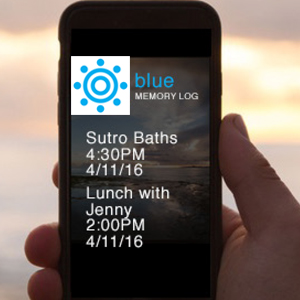 blue
MEMORY LOG
Sutro Baths
4:30PM
4/11/16
Lunch with
Jenny
2:00PM
4/11/16